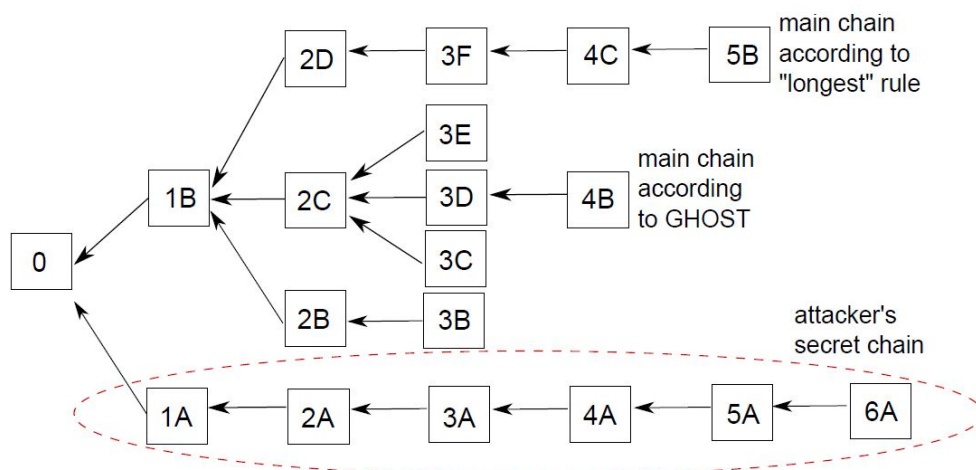 2D
3F
4C
5B
main chain
according to
"longest" rule
3E
1B
2C
3D
4B
main chain
according
to GHOST
0
3C
2B
3B
attacker's
secret chain
1A
2A
3A
4A
5A
6A